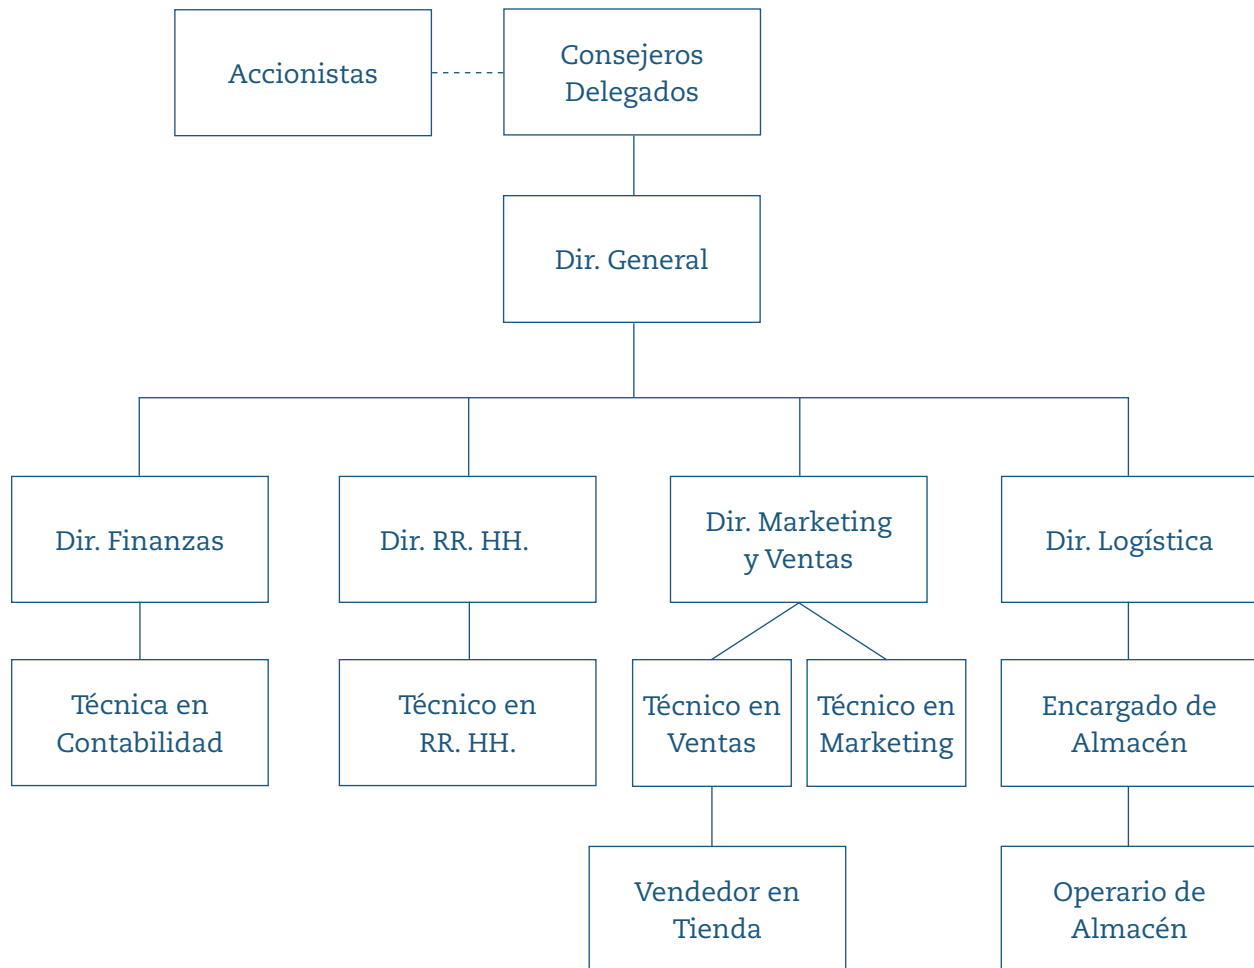 Accionistas
Consejeros
Delegados
Dir. General
Dir. Finanzas
Dir. RR. HH.
Dir. Marketing
y Ventas
Dir. Logística
Técnica en
Contabilidad
Técnico en
RR. HH.
Técnico en
Ventas
Técnico en
Marketing
Encargado de
Almacén
Vendedor en
Tienda
Operario de
Almacén